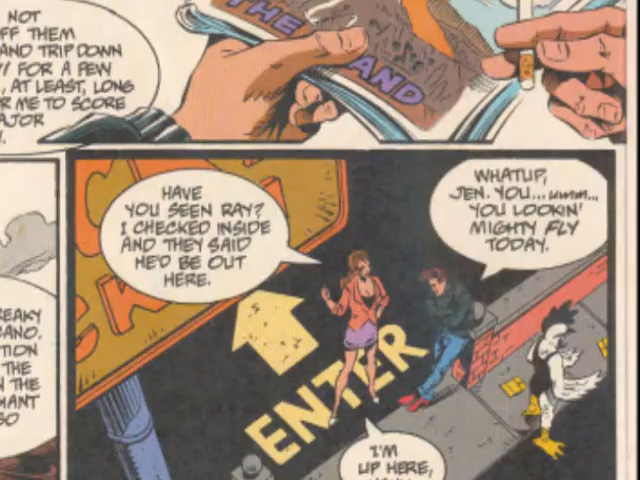 NOT
FF THEM
AND TRIP DOWN
// FOR A FEW
, AT LEAST, LONG
R ME TO SCORE
AJOR
THE
AND
HAVE
YOU SEEN RAY?
I CHECKED INSIDE
AND THEY SAID
HE'D BE OUT
HERE.
WHATUP,
JEN. YOU... UMM...
YOU LOOKIN'
MIGHTY FLY
TODAY.
REAKY
CANO.
TION
THE
N THE
MANT
SO
ENTER
I'M
UP HERE,